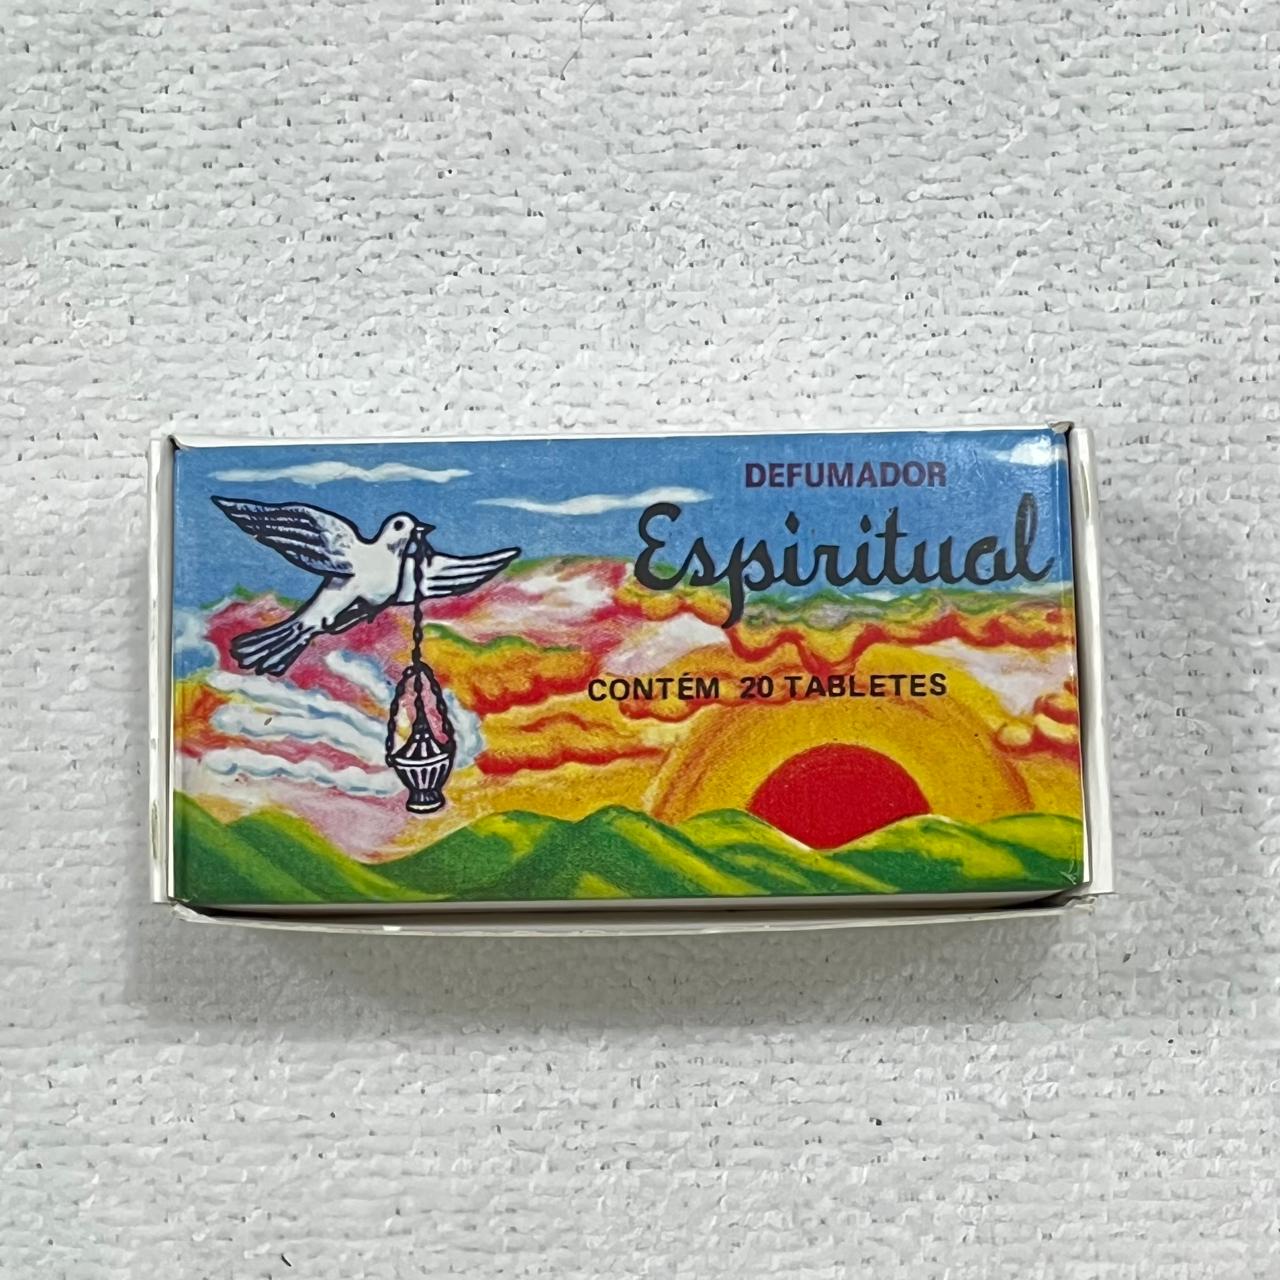 DEFUMADOR
Espiritual
CONTÉM 20 TABLETES